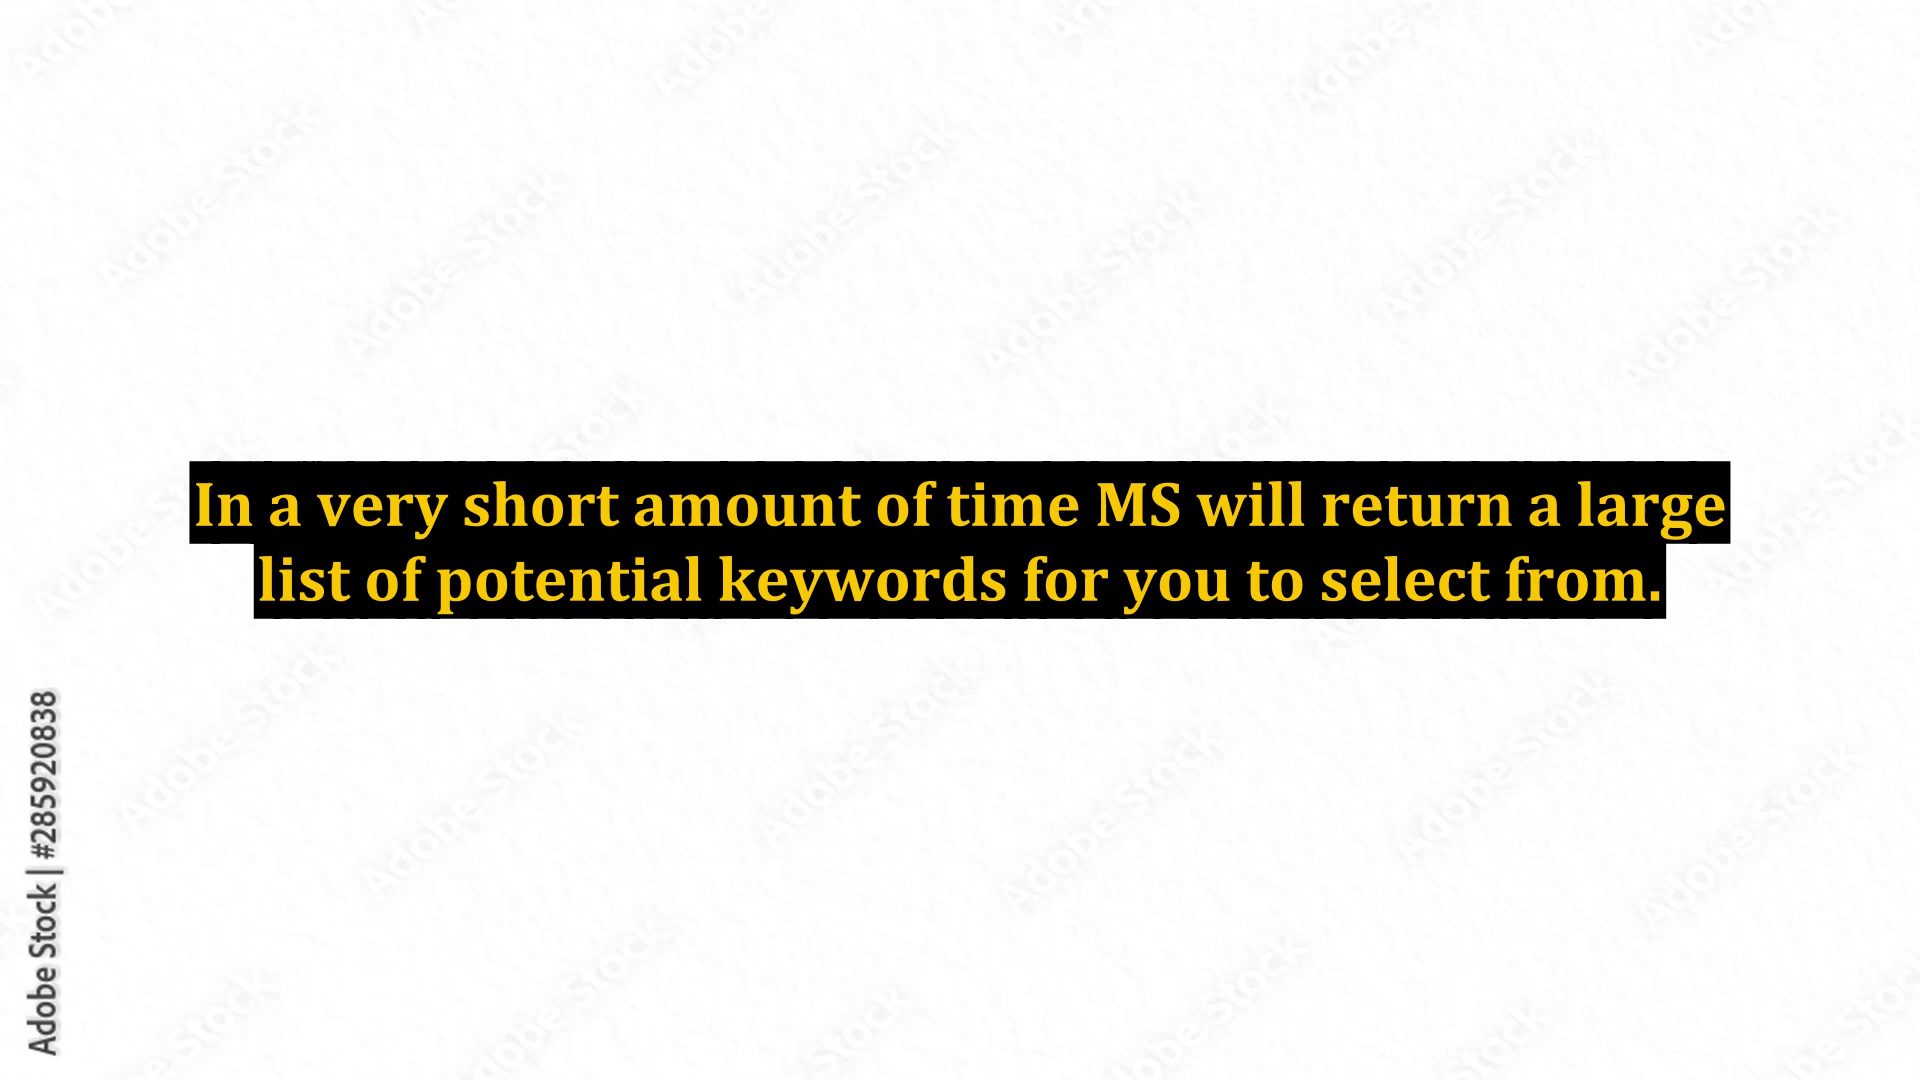 In a very short amount of time MS will return a large
list of potential keywords for you to select from.
Adobe Stock | #285920838